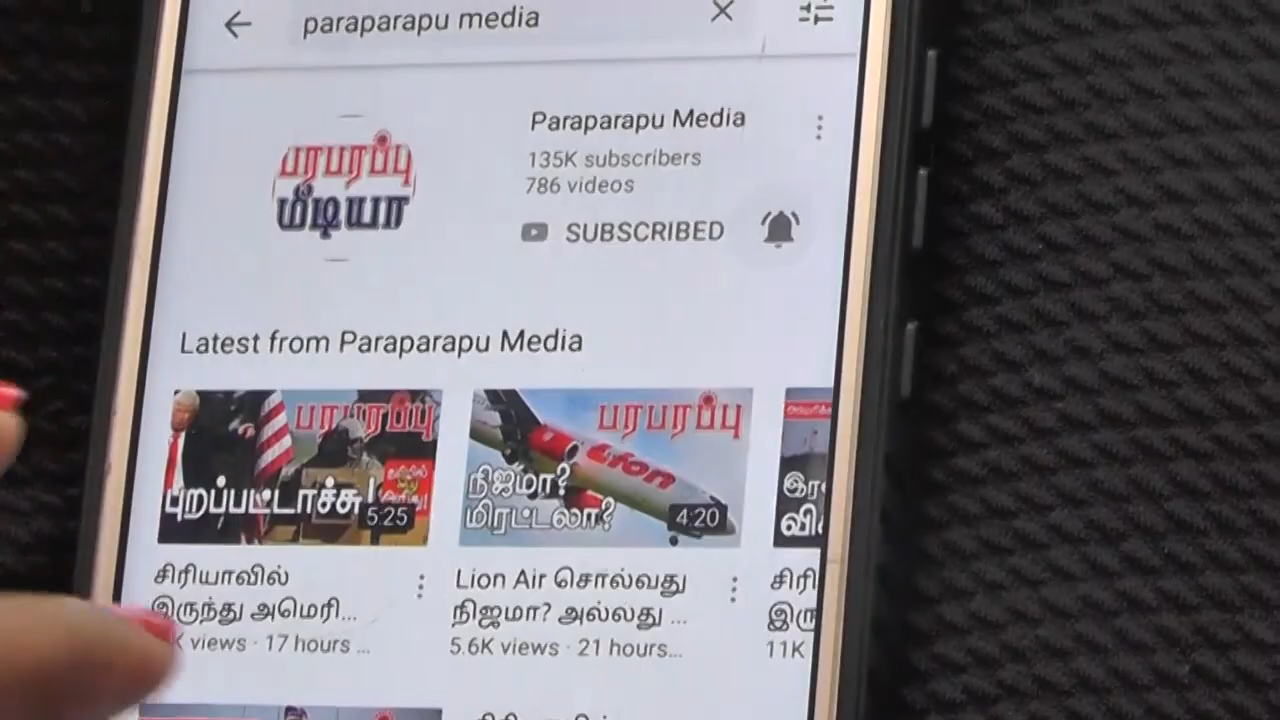 paraparapu media
பரபரப்பு
மீடியா
Paraparapu Media
135K subscribers
786 videos
SUBSCRIBED
Latest from Paraparapu Media
பரபரப்பு
புறப்பட்டாச்சு!
5:25
பரபரப்பு
Lion
நிஜமா?
மிரட்டலா?
4:20
சிரியாவில்
இருந்து அமெரி...
K views · 17 hours ...
Lion Air சொல்வது
நிஜமா? அல்லது ...
5.6K views · 21 hours...
சிரி
இரு
11K